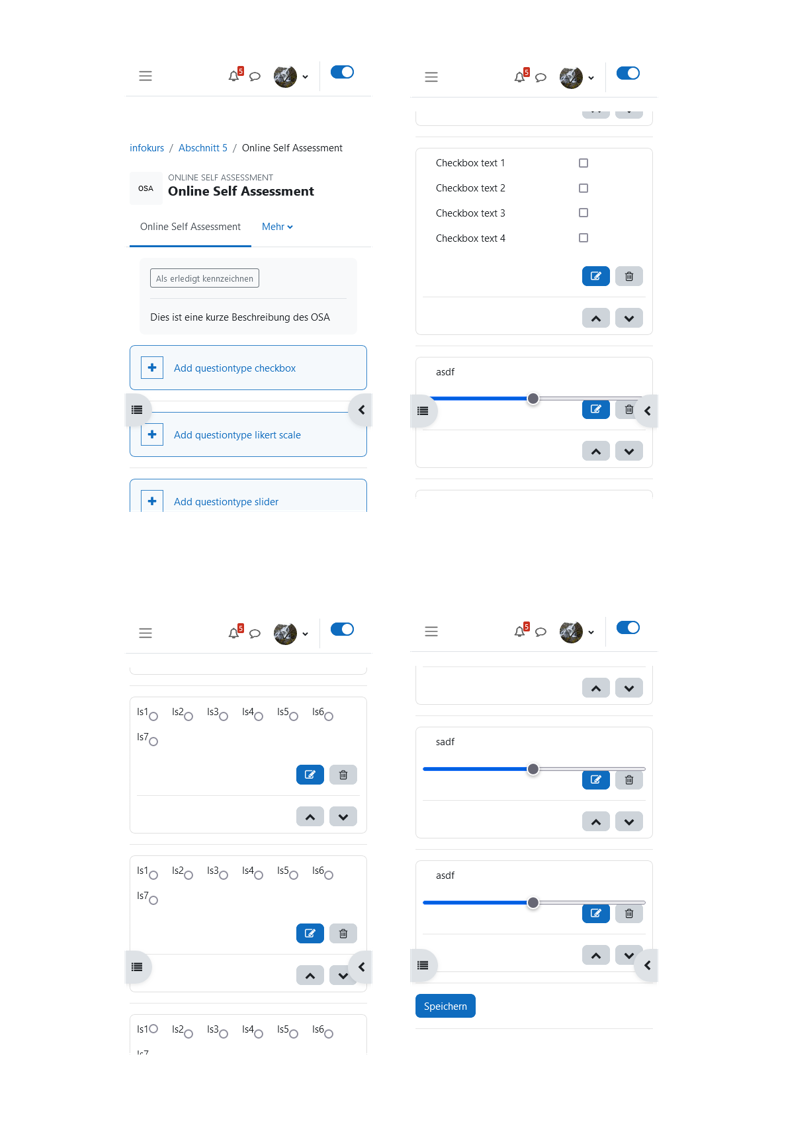 5
infokurs / Abschnitt 5 / Online Self Assessment
OSA
ONLINE SELF ASSESSMENT
Online Self Assessment
Online Self Assessment Mehr
Als erledigt kennzeichnen
Dies ist eine kurze Beschreibung des OSA
Add questiontype checkbox
Add questiontype likert scale
Add questiontype slider
5
Checkbox text 1
Checkbox text 2
Checkbox text 3
Checkbox text 4
asdf
5
ls1 ls2 ls3 ls4 ls5 ls6
ls7
ls1 ls2 ls3 ls4 ls5 ls6
ls7
ls1 ls2 ls3 ls4 ls5 ls6
ls7
5
sadf
asdf
Speichern